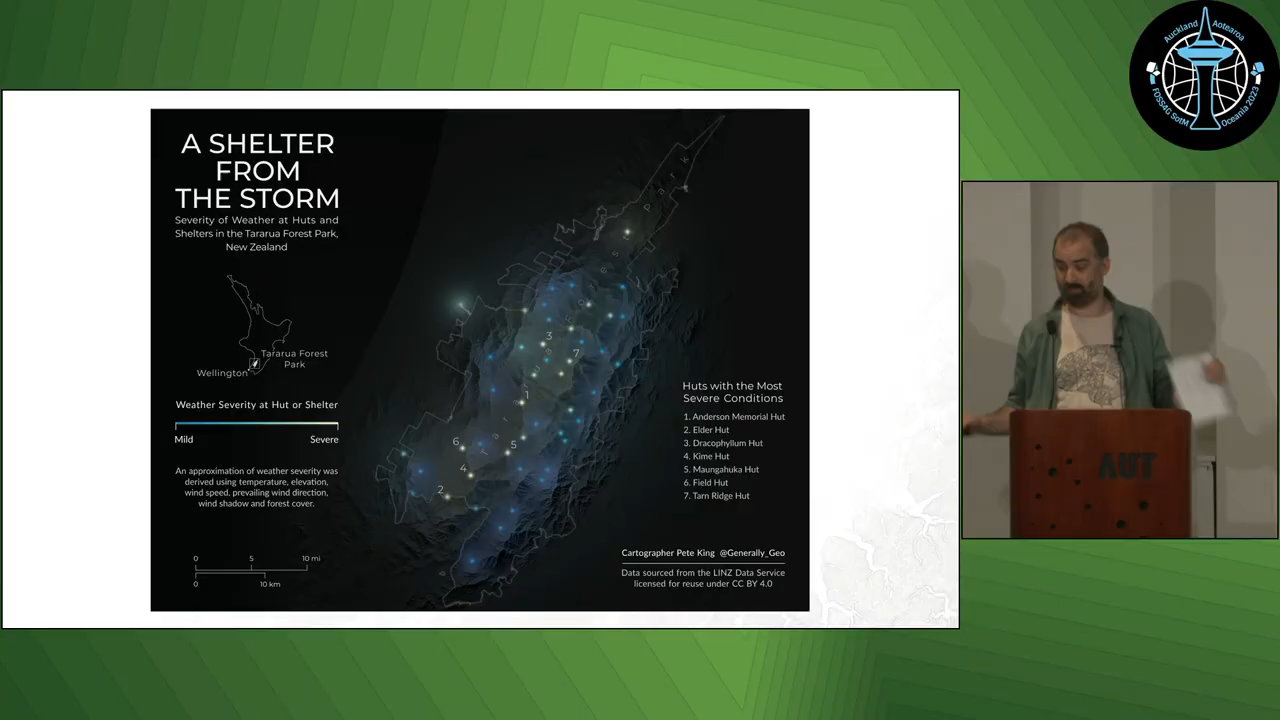 A SHELTER
FROM
THE STORM
Severity of Weather at Huts and
Shelters in the Tararua Forest Park,
New Zealand
Tararua Forest
Park
Wellington
Weather Severity at Hut or Shelter
Mild
Severe
An approximation of weather severity was
derived using temperature, elevation,
wind speed, prevailing wind direction,
wind shadow and forest cover.
0 5 10 mi
0 10 km
3
7
1
6
5
4
2
Huts with the Most
Severe Conditions
1. Anderson Memorial Hut
2. Elder Hut
3. Dracophyllum Hut
4. Kime Hut
5. Maungahuka Hut
6. Field Hut
7. Tarn Ridge Hut
Cartographer Pete King @Generally_Geo
Data sourced from the LINZ Data Service
licensed for reuse under CC BY 4.0
Auckland Aotearoa
FOSS4G SotM Oceania 2023
AUT